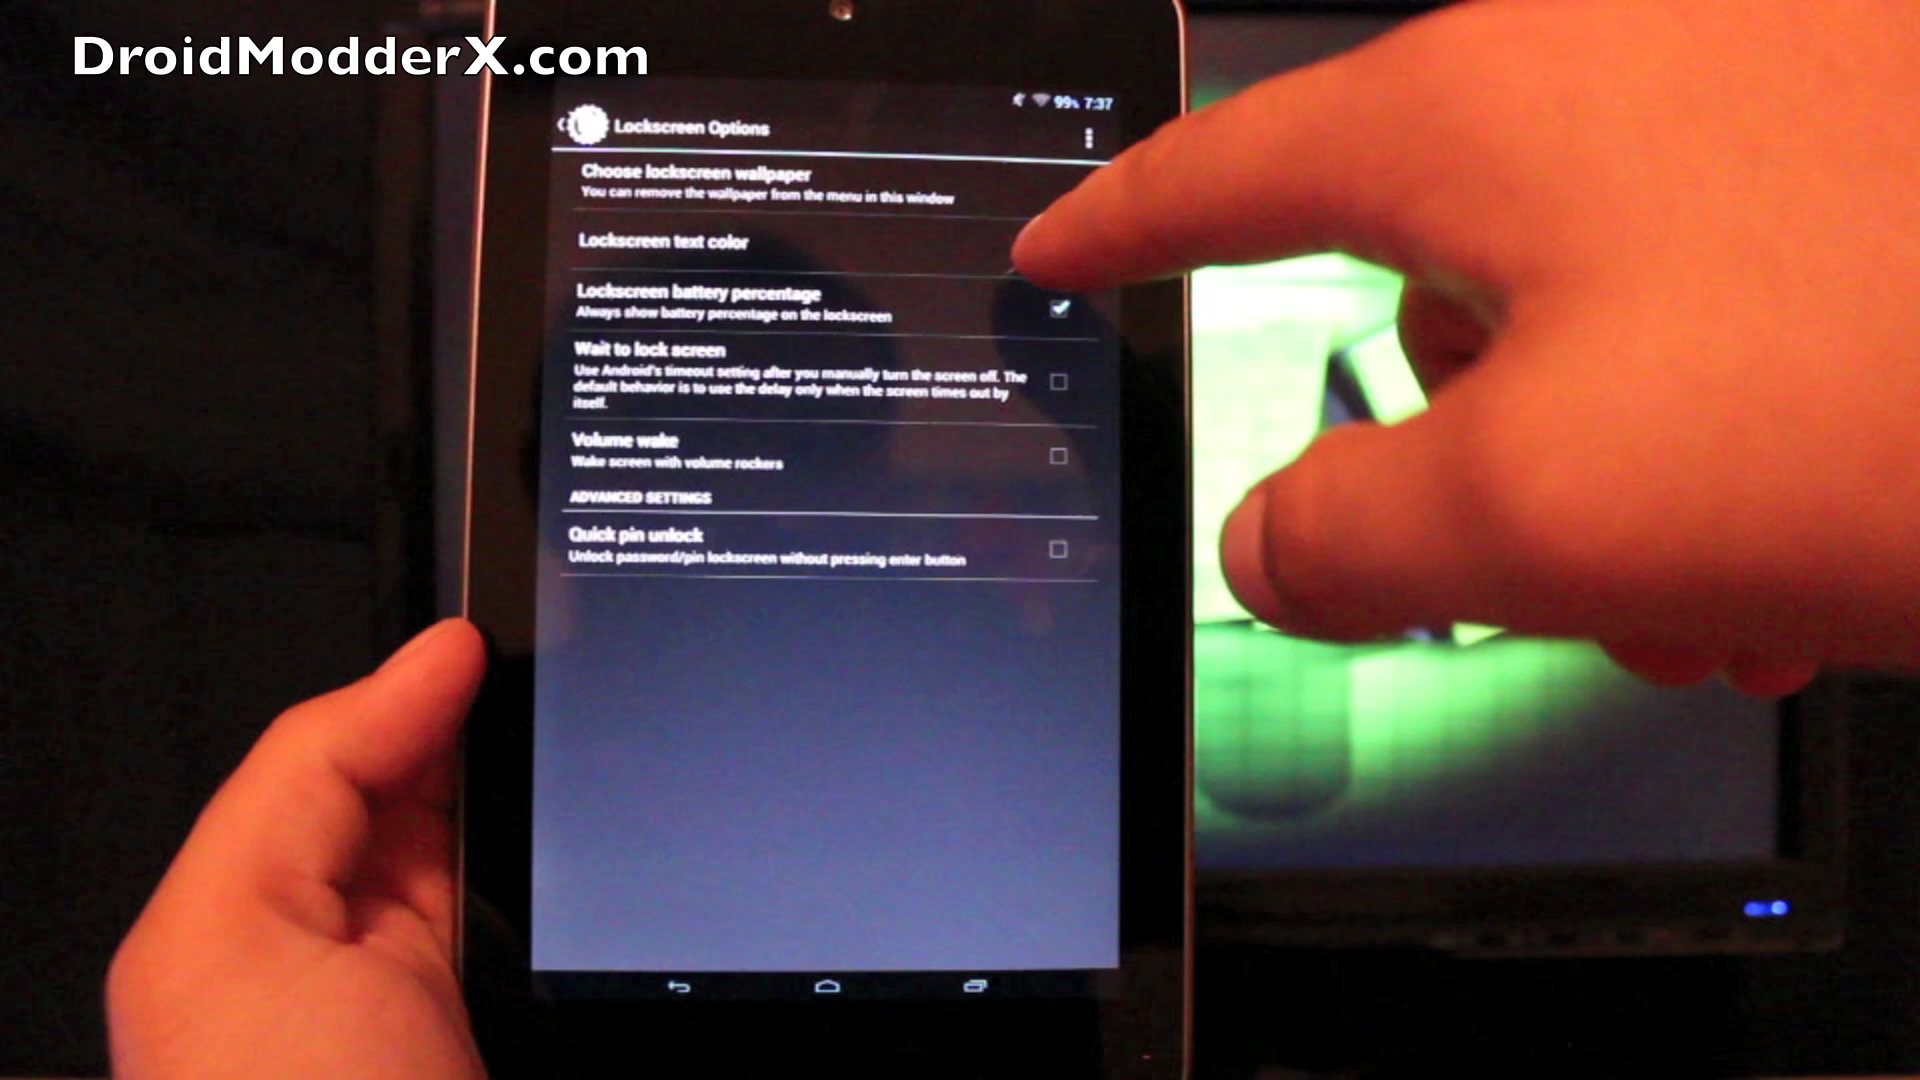 DroidModderX.com
99% 7:37
Lockscreen Options
Choose lockscreen wallpaper
You can remove the wallpaper from the menu in this window
Lockscreen text color
Lockscreen battery percentage
Always show battery percentage on the lockscreen
Wait to lock screen
Use Android's timeout setting after you manually turn the screen off. The
default behavior is to use the delay only when the screen times out by
itself.
Volume wake
Wake screen with volume rockers
ADVANCED SETTINGS
Quick pin unlock
Unlock password/pin lockscreen without pressing enter button